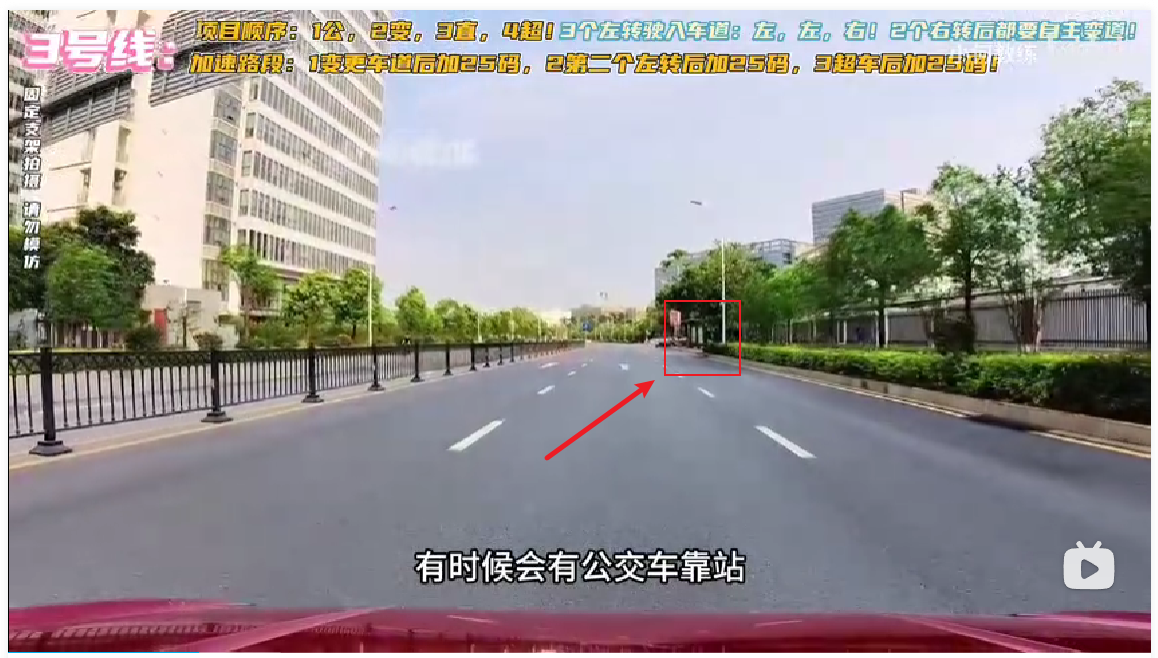 3号线:
项目顺序：1公，2变，3直，4超！3个左转驶入车道：左，左，右！2个右转后都要自主变道！
加速路段：1变更车道后加25码，2第二个左转后加25码，3超车后加25码！
固定支架拍摄 请勿模仿
有时候会有公交车靠站